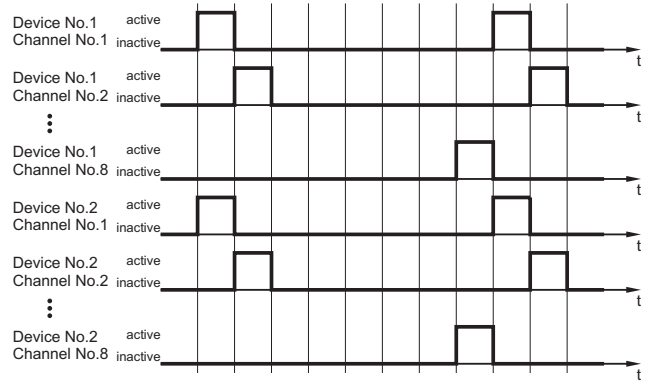 Device No.1 active
Channel No.1 inactive
t
Device No.1 active
Channel No.2 inactive
t
Device No.1 active
Channel No.8 inactive
t
Device No.2 active
Channel No.1 inactive
t
Device No.2 active
Channel No.2 inactive
t
Device No.2 active
Channel No.8 inactive
t